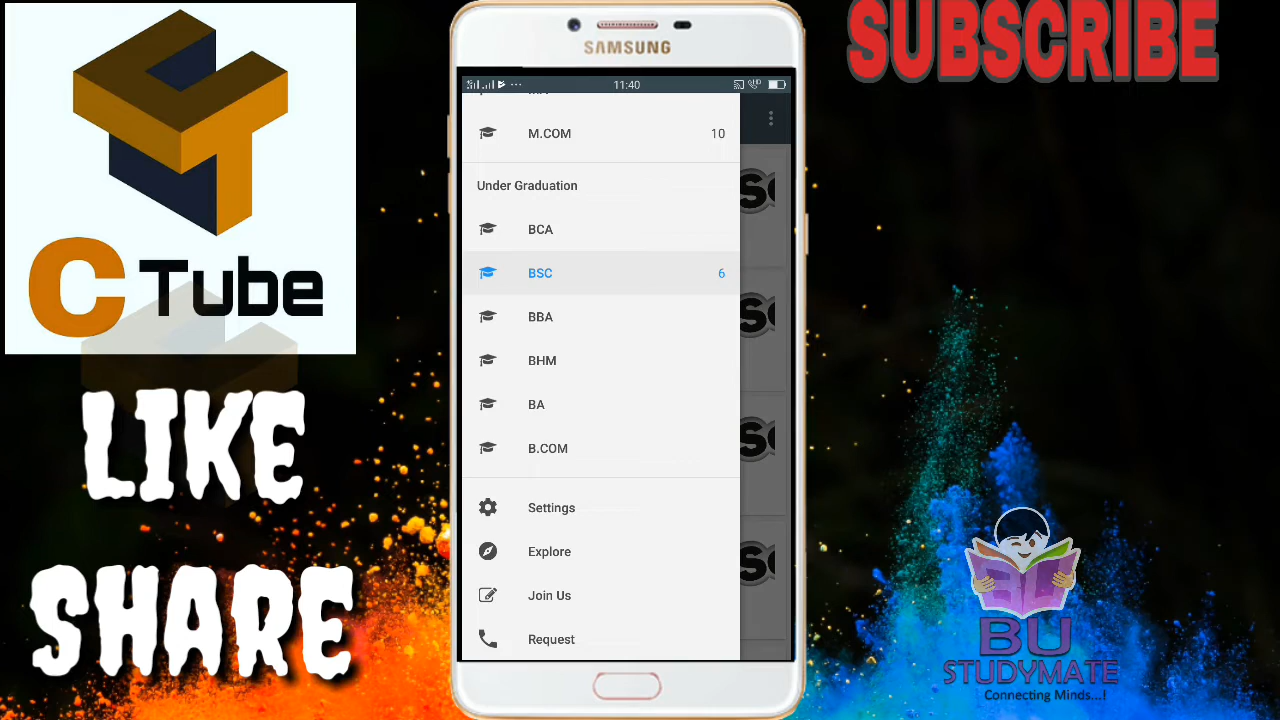 C Tube
LIKE
SHARE
SAMSUNG
11:40
M.COM 10
Under Graduation
BCA
BSC 6
BBA
BHM
BA
B.COM
Settings
Explore
Join Us
Request
SUBSCRIBE
BU
STUDYMATE
Connecting Minds...!